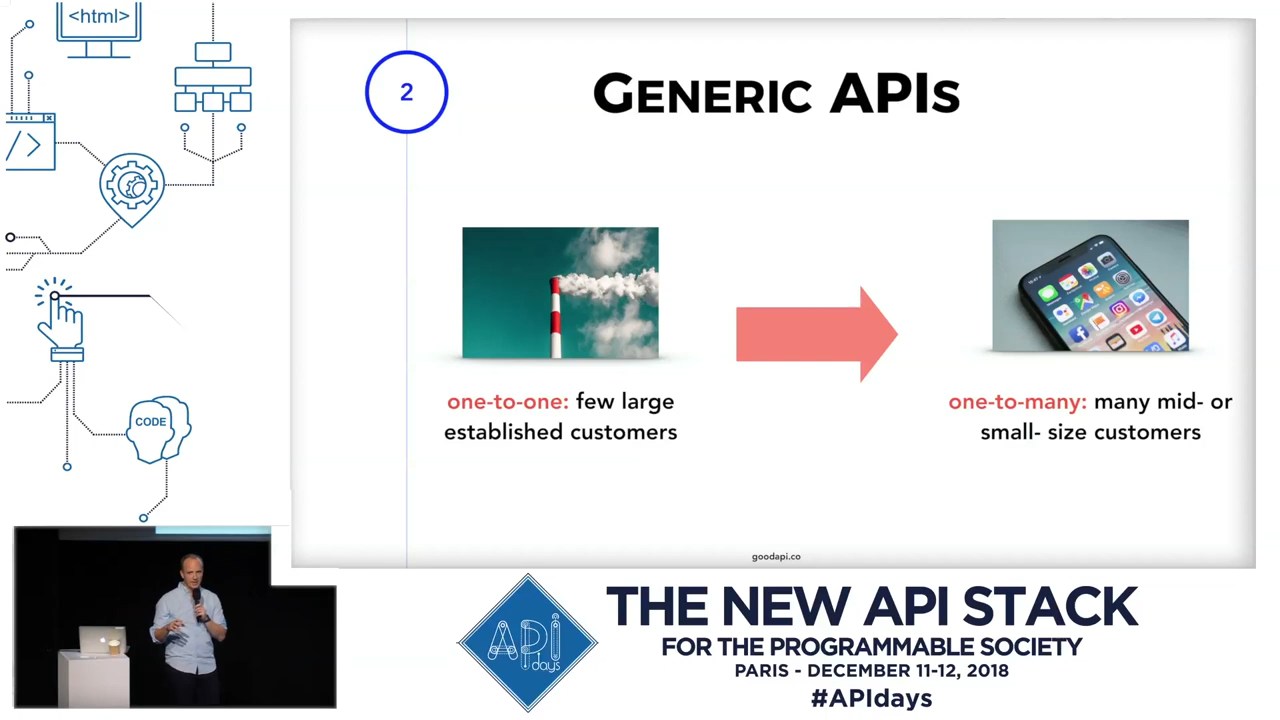 <html>
2
GENERIC APIS
</>
one-to-one: few large
established customers
one-to-many: many mid- or
small- size customers
CODE
goodapi.co
API
days
THE NEW API STACK
FOR THE PROGRAMMABLE SOCIETY
PARIS - DECEMBER 11-12, 2018
#APIdays